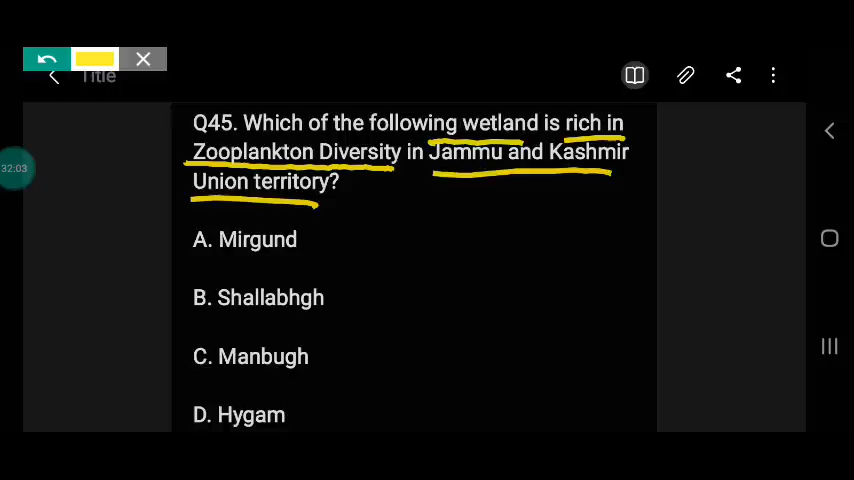 Title
Q45. Which of the following wetland is rich in
Zooplankton Diversity in Jammu and Kashmir
Union territory?
32:03
A. Mirgund
B. Shallabhgh
C. Manbugh
D. Hygam